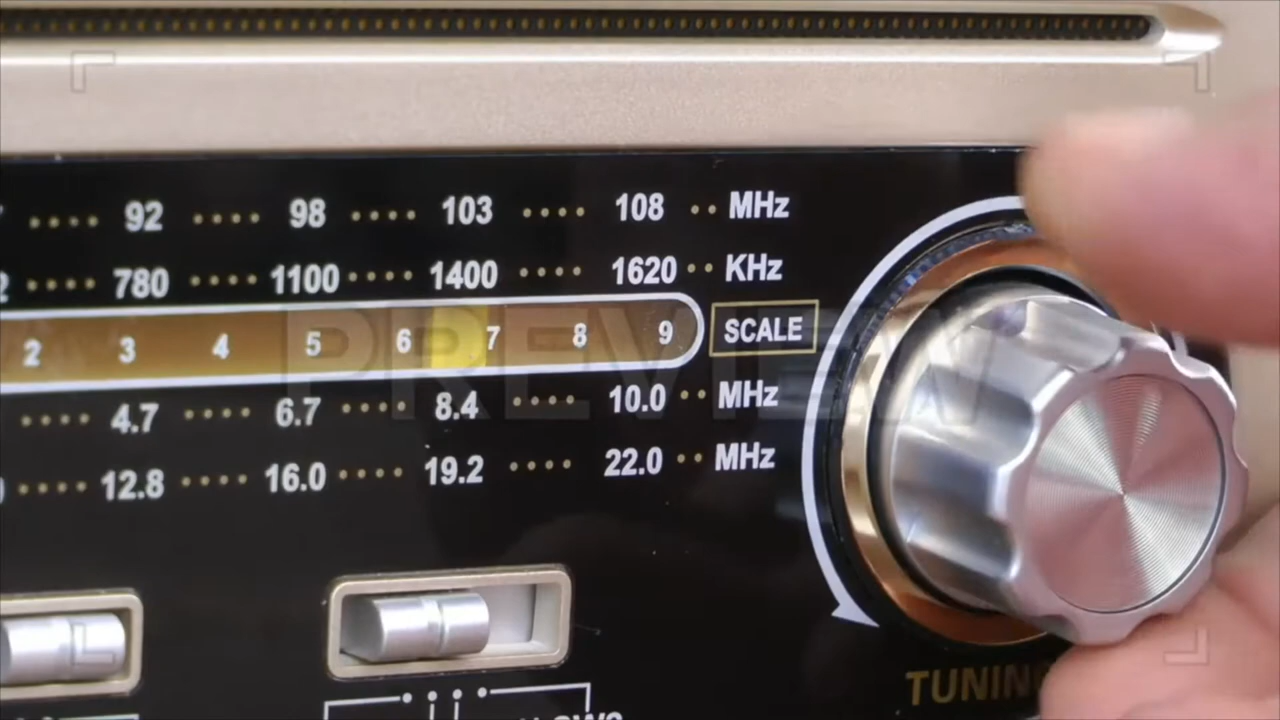 92 98 103 108 MHz
780 1100 1400 1620 KHz
2 3 4 5 6 7 8 9 SCALE
4.7 6.7 8.4 10.0 MHz
12.8 16.0 19.2 22.0 MHz
PREVIEW
TUNING